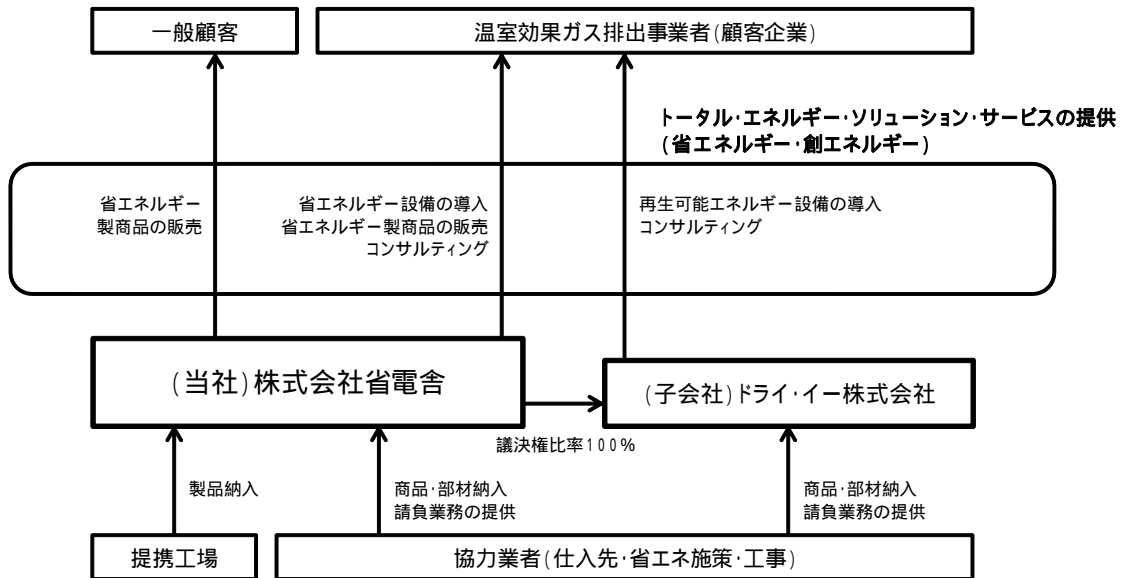 一般顧客
温室効果ガス排出事業者(顧客企業)
トータル・エネルギー・ソリューション・サービスの提供
(省エネルギー・創エネルギー)
省エネルギー
製商品の販売
省エネルギー設備の導入
省エネルギー製商品の販売
コンサルティング
再生可能エネルギー設備の導入
コンサルティング
(当社)株式会社省電舎
(子会社)ドライ・イー株式会社
議決権比率100%
製品納入
商品・部材納入
請負業務の提供
商品・部材納入
請負業務の提供
提携工場
協力業者(仕入先・省エネ施策・工事)